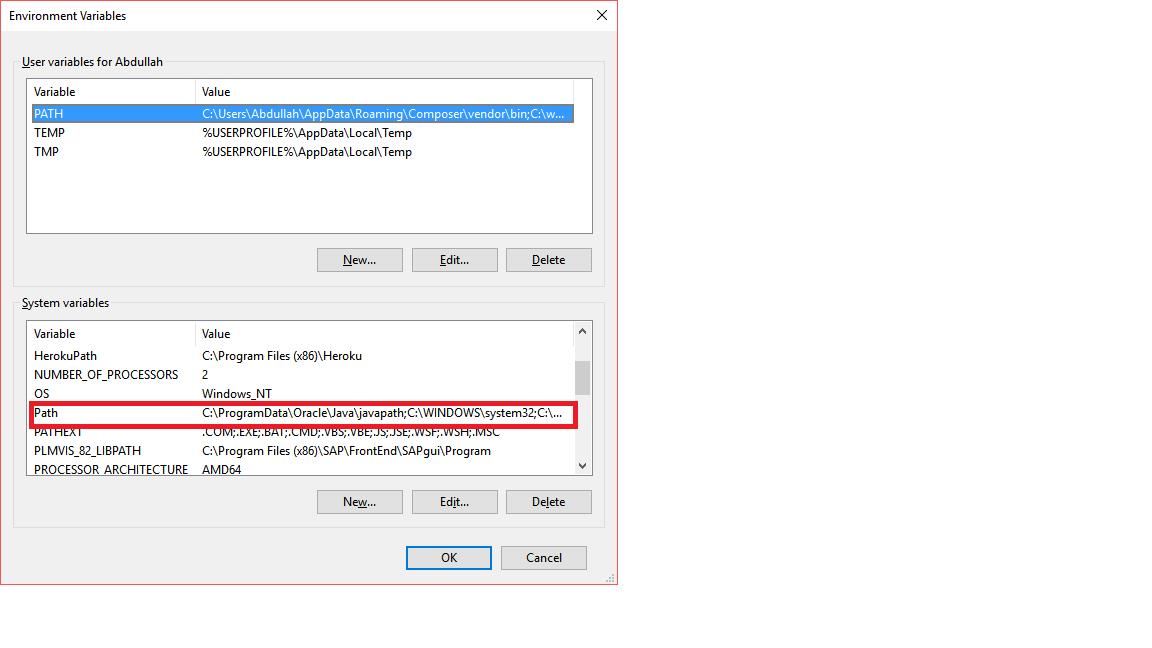 Environment Variables
User variables for Abdullah
Variable Value
PATH C:\Users\Abdullah\AppData\Roaming\Composer\vendor\bin;C:\w...
TEMP %USERPROFILE%\AppData\Local\Temp
TMP %USERPROFILE%\AppData\Local\Temp
New... Edit... Delete
System variables
Variable Value
HerokuPath C:\Program Files (x86)\Heroku
NUMBER_OF_PROCESSORS 2
OS Windows_NT
Path C:\ProgramData\Oracle\Java\javapath;C:\WINDOWS\system32;C:\...
PATHEXT .COM;.EXE;.BAT;.CMD;.VBS;.VBE;.JS;.JSE;.WSF;.WSH;.MSC
PLMVIS_82_LIBPATH C:\Program Files (x86)\SAP\FrontEnd\SAPgui\Program
PROCESSOR_ARCHITECTURE AMD64
New... Edit... Delete
OK Cancel